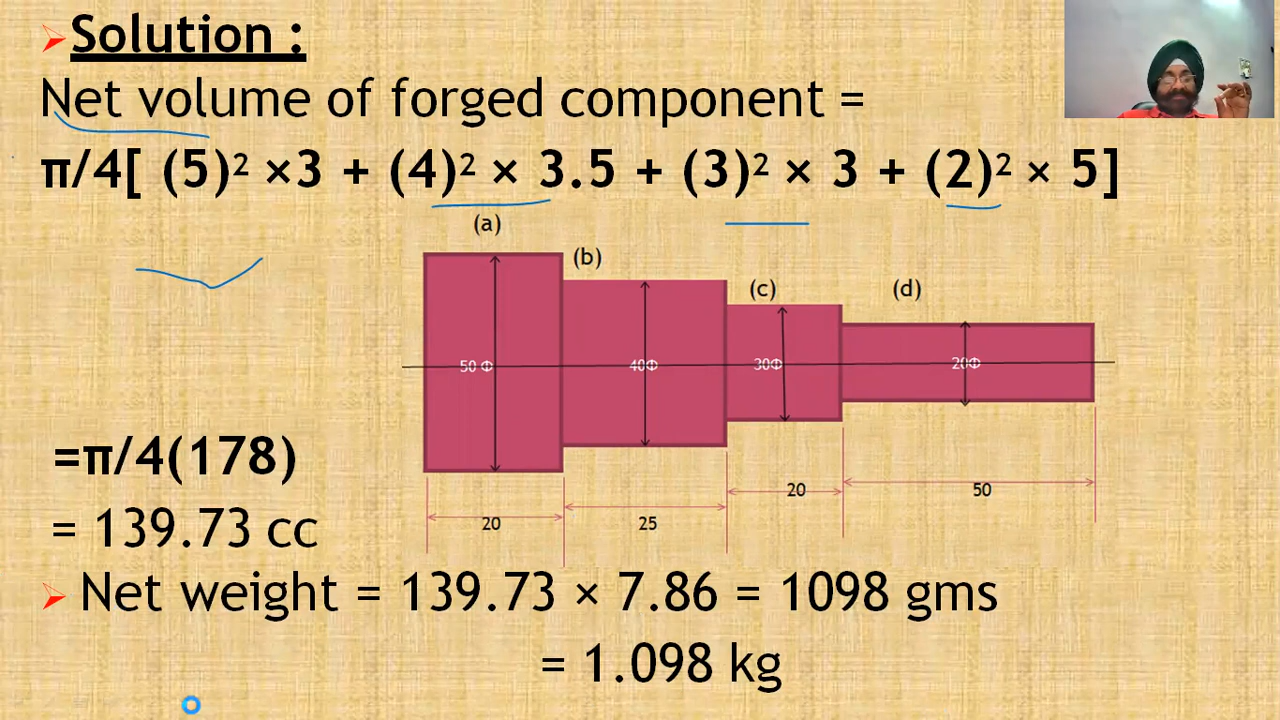 Solution :
Net volume of forged component =
π/4[ (5)² ×3 + (4)² × 3.5 + (3)² × 3 + (2)² × 5]
(a)
(b)
(c)
(d)
50 Φ
40Φ
30Φ
20Φ
20
25
20
50
=π/4(178)
= 139.73 cc
Net weight = 139.73 × 7.86 = 1098 gms
= 1.098 kg